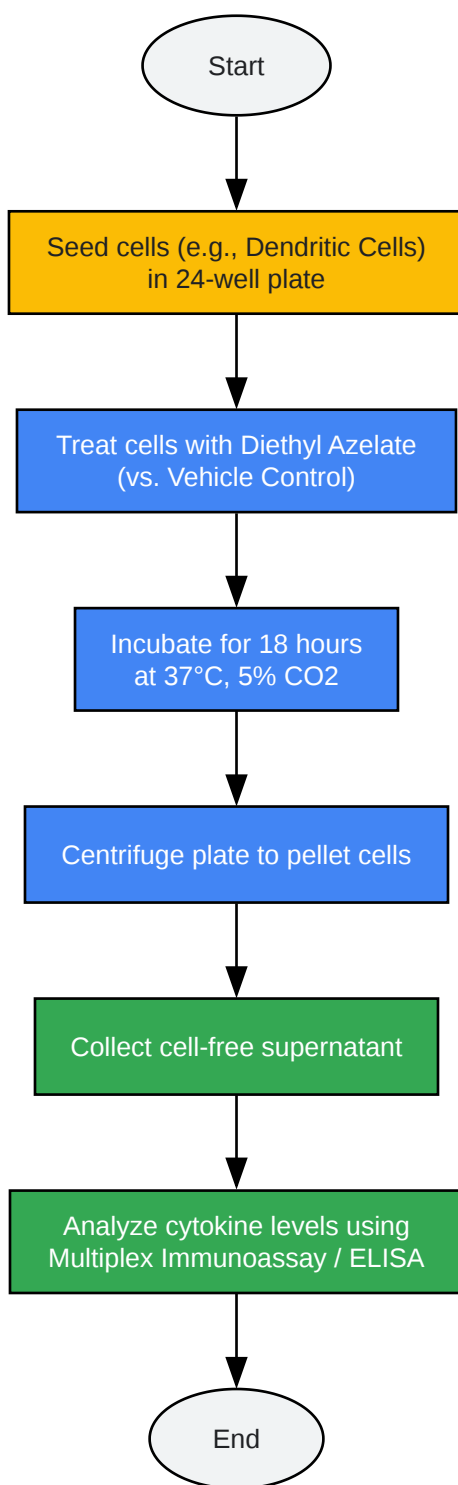 Start
Seed cells (e.g., Dendritic Cells)
in 24-well plate
Treat cells with Diethyl Azelate
(vs. Vehicle Control)
Incubate for 18 hours
at 37°C, 5% CO2
Centrifuge plate to pellet cells
Collect cell-free supernatant
Analyze cytokine levels using
Multiplex Immunoassay / ELISA
End